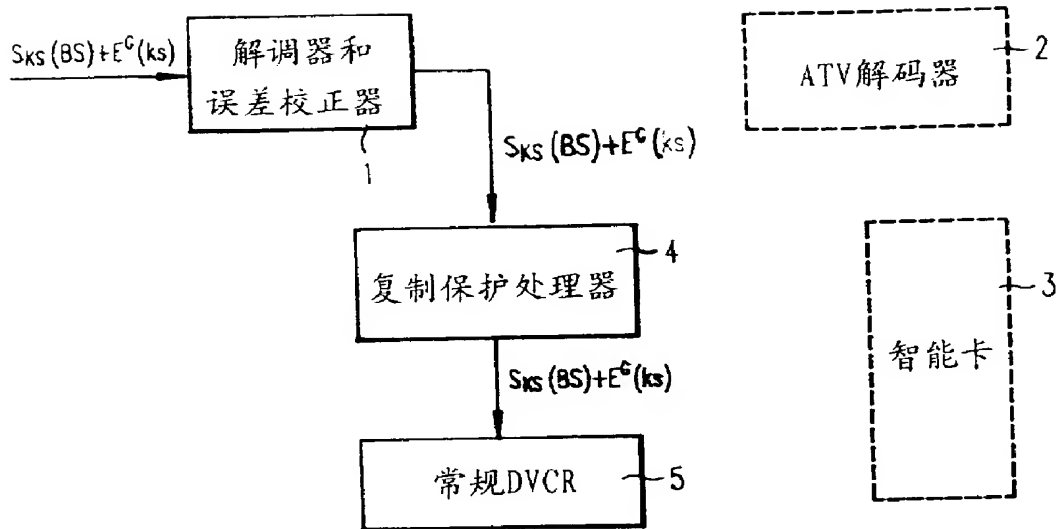 S_KS(BS)+E^G(ks)
解调器和
误差校正器
1
ATV解码器
2
S_KS(BS)+E^G(ks)
复制保护处理器
4
智能卡
3
S_KS(BS)+E^G(ks)
常规DVCR
5